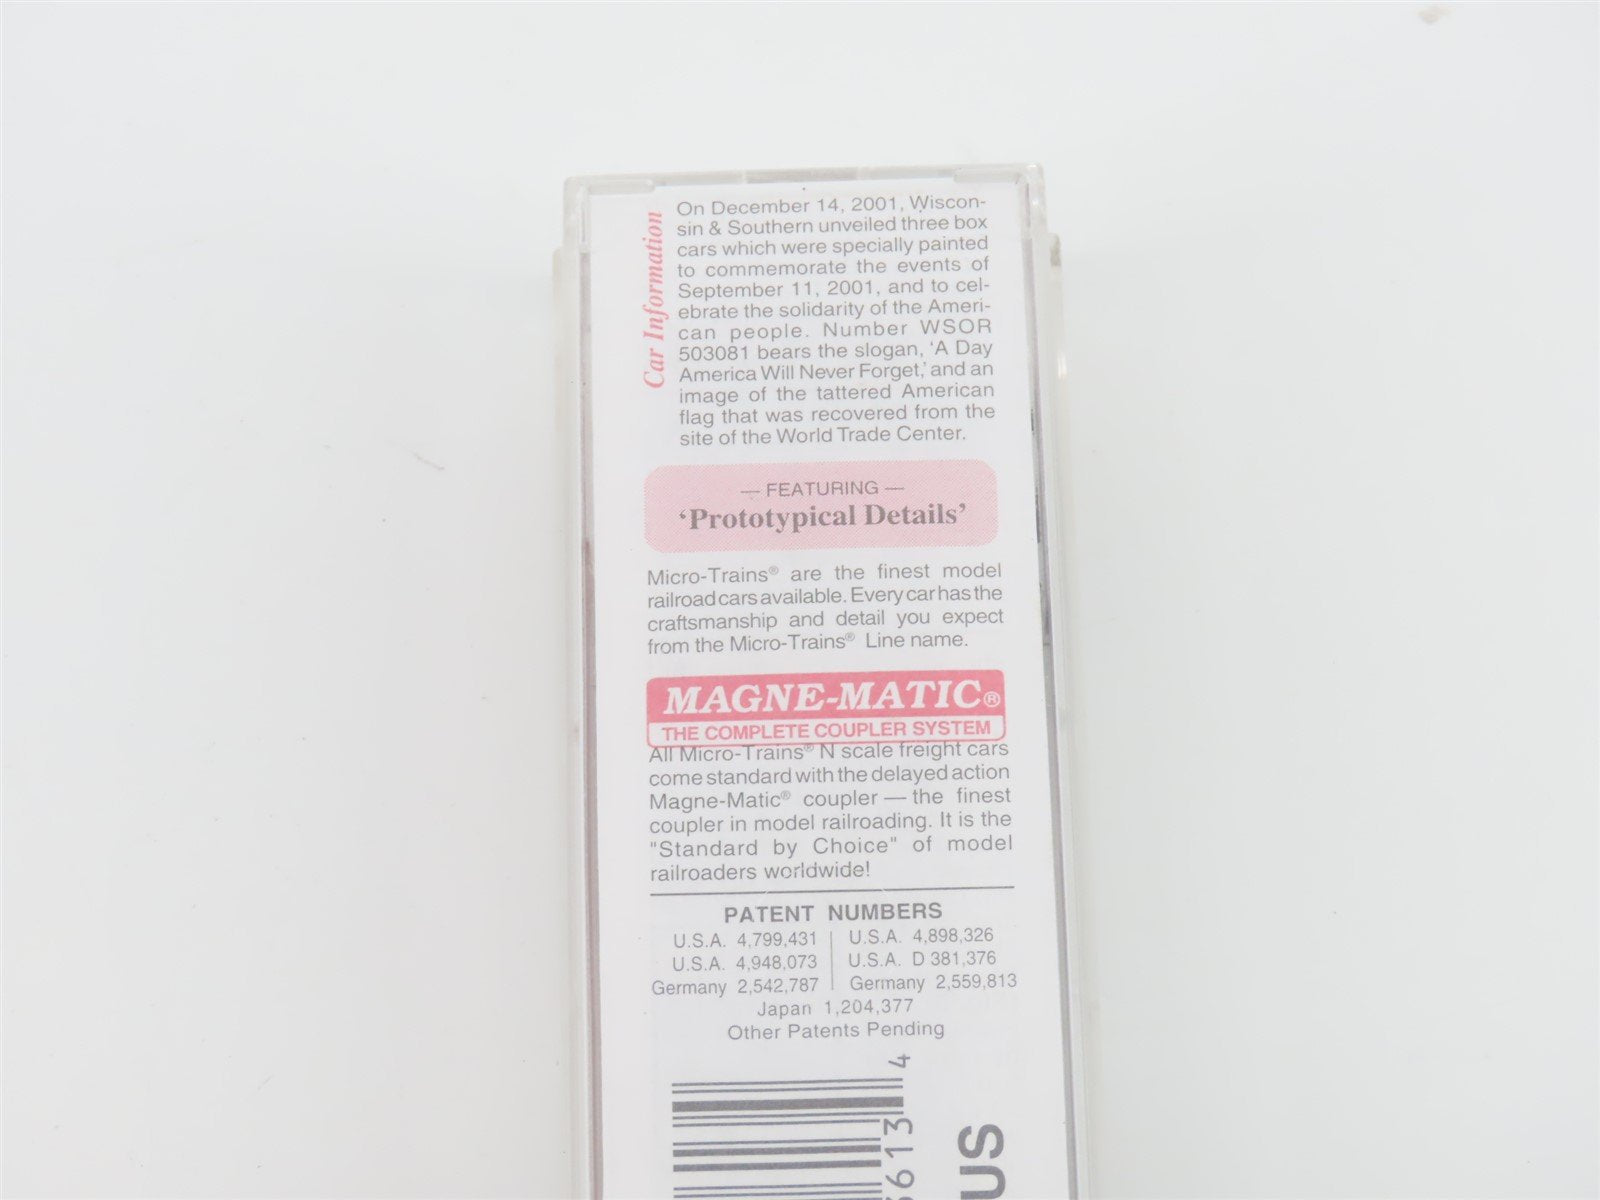 Car Information
On December 14, 2001, Wiscon-
sin & Southern unveiled three box
cars which were specially painted
to commemorate the events of
September 11, 2001, and to cel-
ebrate the solidarity of the Ameri-
can people. Number WSOR
503081 bears the slogan, ‘A Day
America Will Never Forget,’ and an
image of the tattered American
flag that was recovered from the
site of the World Trade Center.
— FEATURING —
‘Prototypical Details’
Micro-Trains® are the finest model
railroad cars available. Every car has the
craftsmanship and detail you expect
from the Micro-Trains® Line name.
MAGNE-MATIC®
THE COMPLETE COUPLER SYSTEM
All Micro-Trains® N scale freight cars
come standard with the delayed action
Magne-Matic® coupler — the finest
coupler in model railroading. It is the
"Standard by Choice" of model
railroaders worldwide!
PATENT NUMBERS
U.S.A. 4,799,431 | U.S.A. 4,898,326
U.S.A. 4,948,073 | U.S.A. D 381,376
Germany 2,542,787 | Germany 2,559,813
Japan 1,204,377
Other Patents Pending
613 4
US